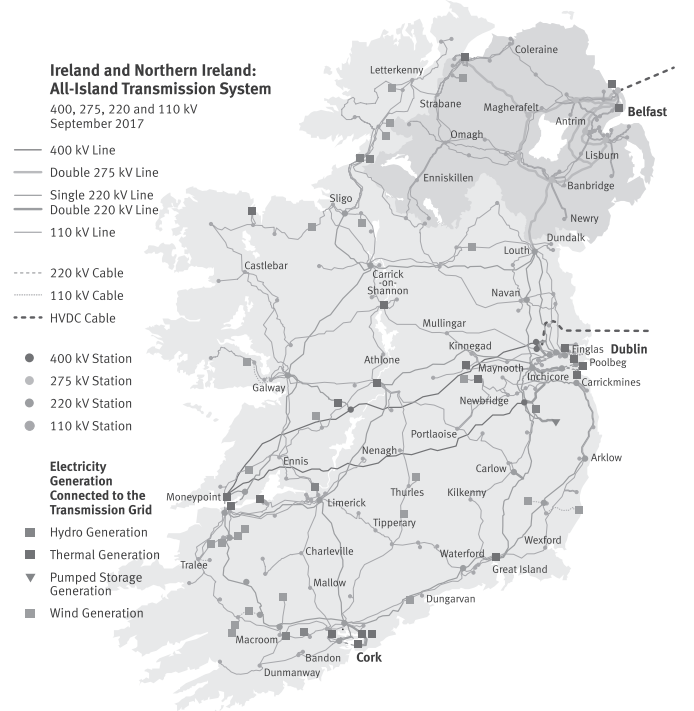 Ireland and Northern Ireland:
All-Island Transmission System
400, 275, 220 and 110 kV
September 2017
400 kV Line
Double 275 kV Line
Single 220 kV Line
Double 220 kV Line
110 kV Line
220 kV Cable
110 kV Cable
HVDC Cable
400 kV Station
275 kV Station
220 kV Station
110 kV Station
Electricity
Generation
Connected to the
Transmission Grid
Hydro Generation
Thermal Generation
Pumped Storage
Generation
Wind Generation
Coleraine
Letterkenny
Strabane
Magherafelt
Belfast
Antrim
Omagh
Lisburn
Enniskillen
Banbridge
Sligo
Newry
Dundalk
Louth
Castlebar
Carrick
-on-
Shannon
Navan
Mullingar
Kinnegad
Finglas
Dublin
Athlone
Maynooth
Poolbeg
Inchicore
Carrickmines
Galway
Newbridge
Portlaoise
Nenagh
Arklow
Ennis
Carlow
Moneypoint
Thurles
Kilkenny
Limerick
Tipperary
Wexford
Charleville
Waterford
Tralee
Great Island
Mallow
Dungarvan
Macroom
Bandon
Cork
Dunmanway